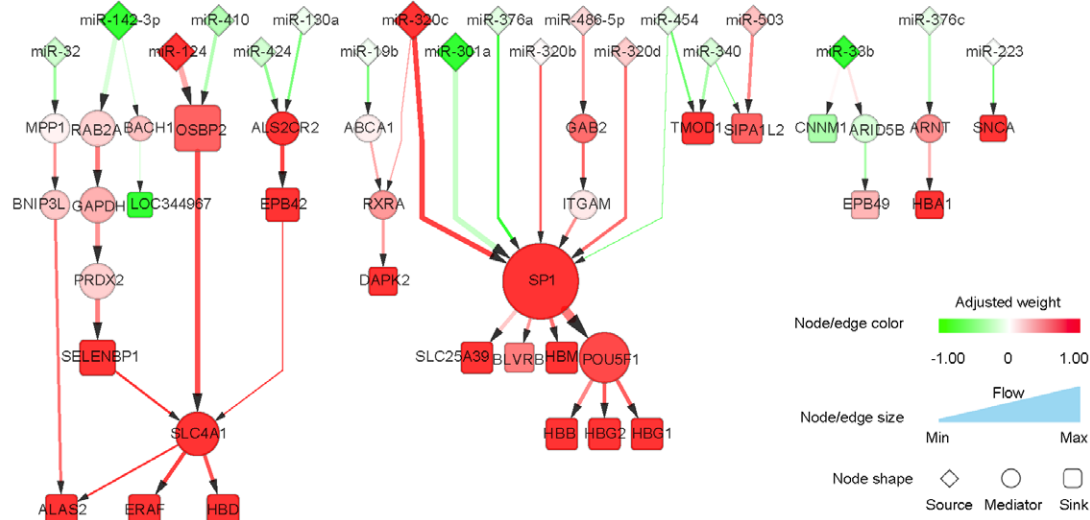 miR-142-3p miR-410 miR-130a miR-320c miR-376a miR-486-5p miR-454 miR-503 miR-376c
miR-32 miR-124 miR-424 miR-19b miR-301a miR-320b miR-320d miR-340 miR-33b miR-223
MPP1 RAB2A BACH1 OSBP2 ALS2CR2 ABCA1 GAB2 TMOD1 SIPA1L2 CNNM1 ARID5B ARNT SNCA
BNIP3L GAPDH LOC344967 EPB42 RXRA ITGAM EPB49 HBA1
PRDX2 DAPK2 SP1
Adjusted weight
Node/edge color
-1.00 0 1.00
SELENBP1 SLC25A39 BLVRB HBM POU5F1
Flow
Node/edge size
Min Max
SLC4A1 HBB HBG2 HBG1
Node shape
Source Mediator Sink
ALAS2 ERAF HBD